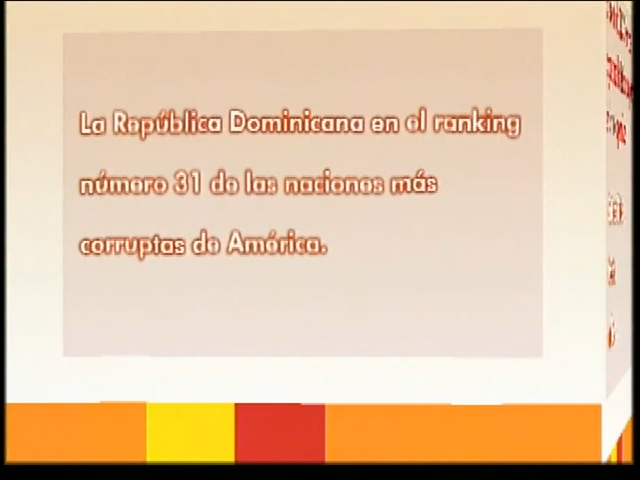 La República Dominicana en el ranking
número 31 de las naciones más
corruptas de América.